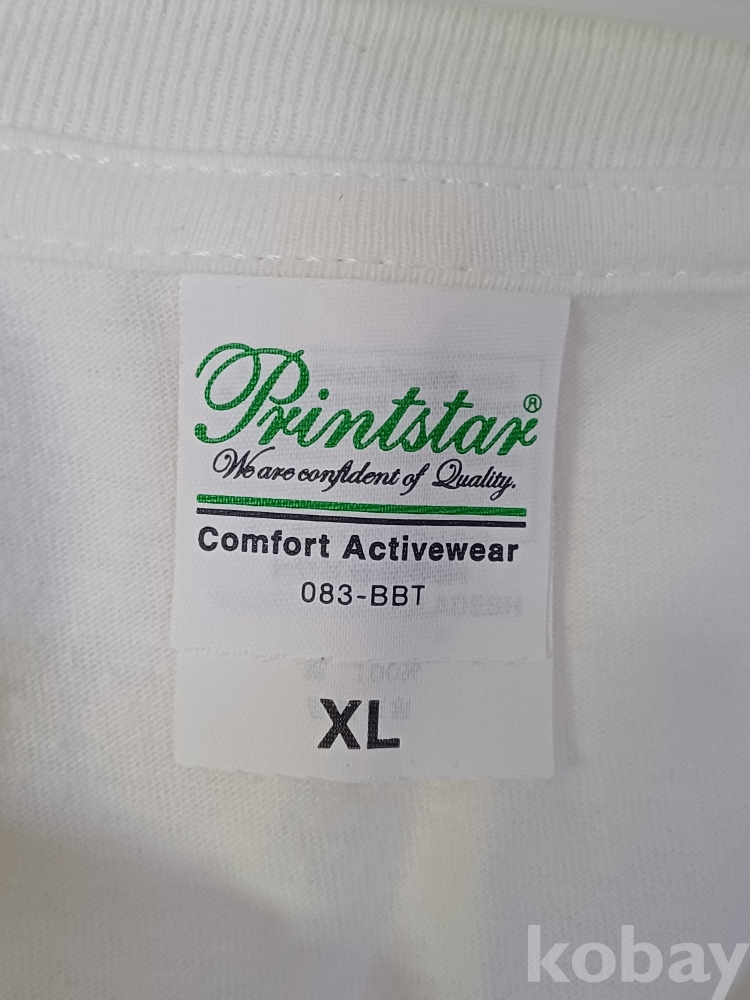 Printstar®
We are confident of Quality.
Comfort Activewear
083-BBT
XL
kobay